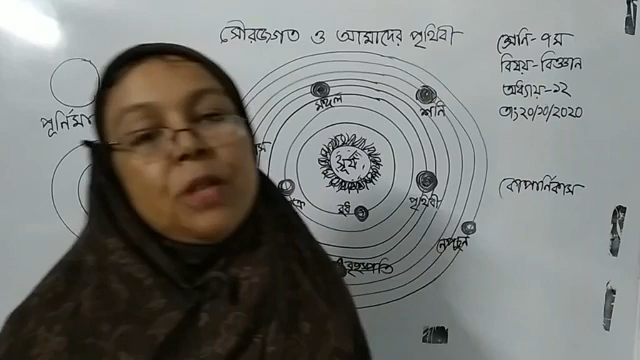 সৌরজগত ও আমাদের পৃথিবী
শ্রেনি-৭ম
বিষয়-বিজ্ঞান
অধ্যায়-১২
তাং২০/১০/২০২০
পূর্নিমা
মঙ্গল
শনি
সূর্য
পৃথিবী
বুধ
নেপচুন
বৃহস্পতি
কোপার্নিকাস